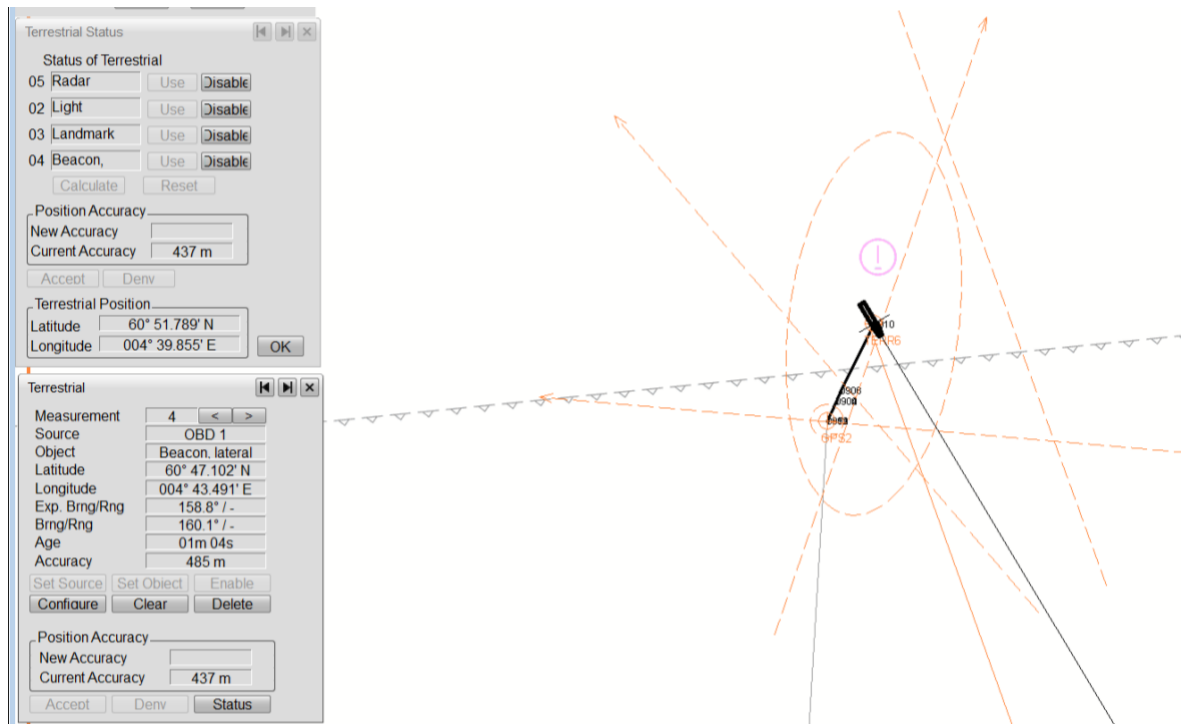 Terrestrial Status
Status of Terrestrial
05 Radar Use Disable
02 Light Use Disable
03 Landmark Use Disable
04 Beacon, Use Disable
Calculate Reset
Position Accuracy
New Accuracy
Current Accuracy 437 m
Accept Deny
Terrestrial Position
Latitude 60° 51.789' N
Longitude 004° 39.855' E OK
Terrestrial
Measurement 4 < >
Source OBD 1
Object Beacon, lateral
Latitude 60° 47.102' N
Longitude 004° 43.491' E
Exp. Brng/Rng 158.8° / -
Brng/Rng 160.1° / -
Age 01m 04s
Accuracy 485 m
Set Source Set Object Enable
Configure Clear Delete
Position Accuracy
New Accuracy
Current Accuracy 437 m
Accept Deny Status
GPS2